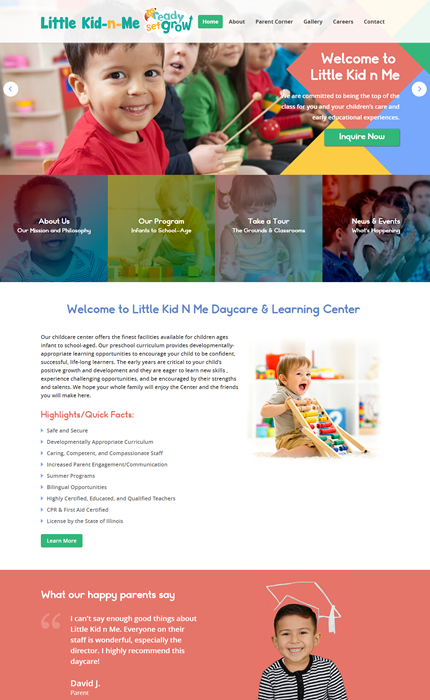 Little Kid-n-Me
ready
set
grow
Home About Parent Corner Gallery Careers Contact
Welcome to
Little Kid n Me
We are committed to being the top of the
class for you and your children's care and
early educational experiences.
Inquire Now
About Us
Our Mission and Philosophy
Our Program
Infants to School-Age
Take a Tour
The Grounds & Classrooms
News & Events
What's Happening
Welcome to Little Kid N Me Daycare & Learning Center
Our childcare center offers the finest facilities available for children ages
infant to school-aged. Our preschool curriculum provides developmentally-
appropriate learning opportunities to encourage your child to be confident,
successful, life-long learners. The early years are critical to your child's
positive growth and development and they are eager to learn new skills ,
experience challenging opportunities, and be encouraged by their strengths
and talents. We hope your whole family will enjoy the Center and the friends
you will make here.
Highlights/Quick Facts:
Safe and Secure
Developmentally Appropriate Curriculum
Caring, Competent, and Compassionate Staff
Increased Parent Engagement/Communication
Summer Programs
Bilingual Opportunities
Highly Certified, Educated, and Qualified Teachers
CPR & First Aid Certified
License by the State of Illinois
Learn More
What our happy parents say
I can't say enough good things about
Little Kid n Me. Everyone on their
staff is wonderful, especially the
director. I highly recommend this
daycare!
David J.
Parent